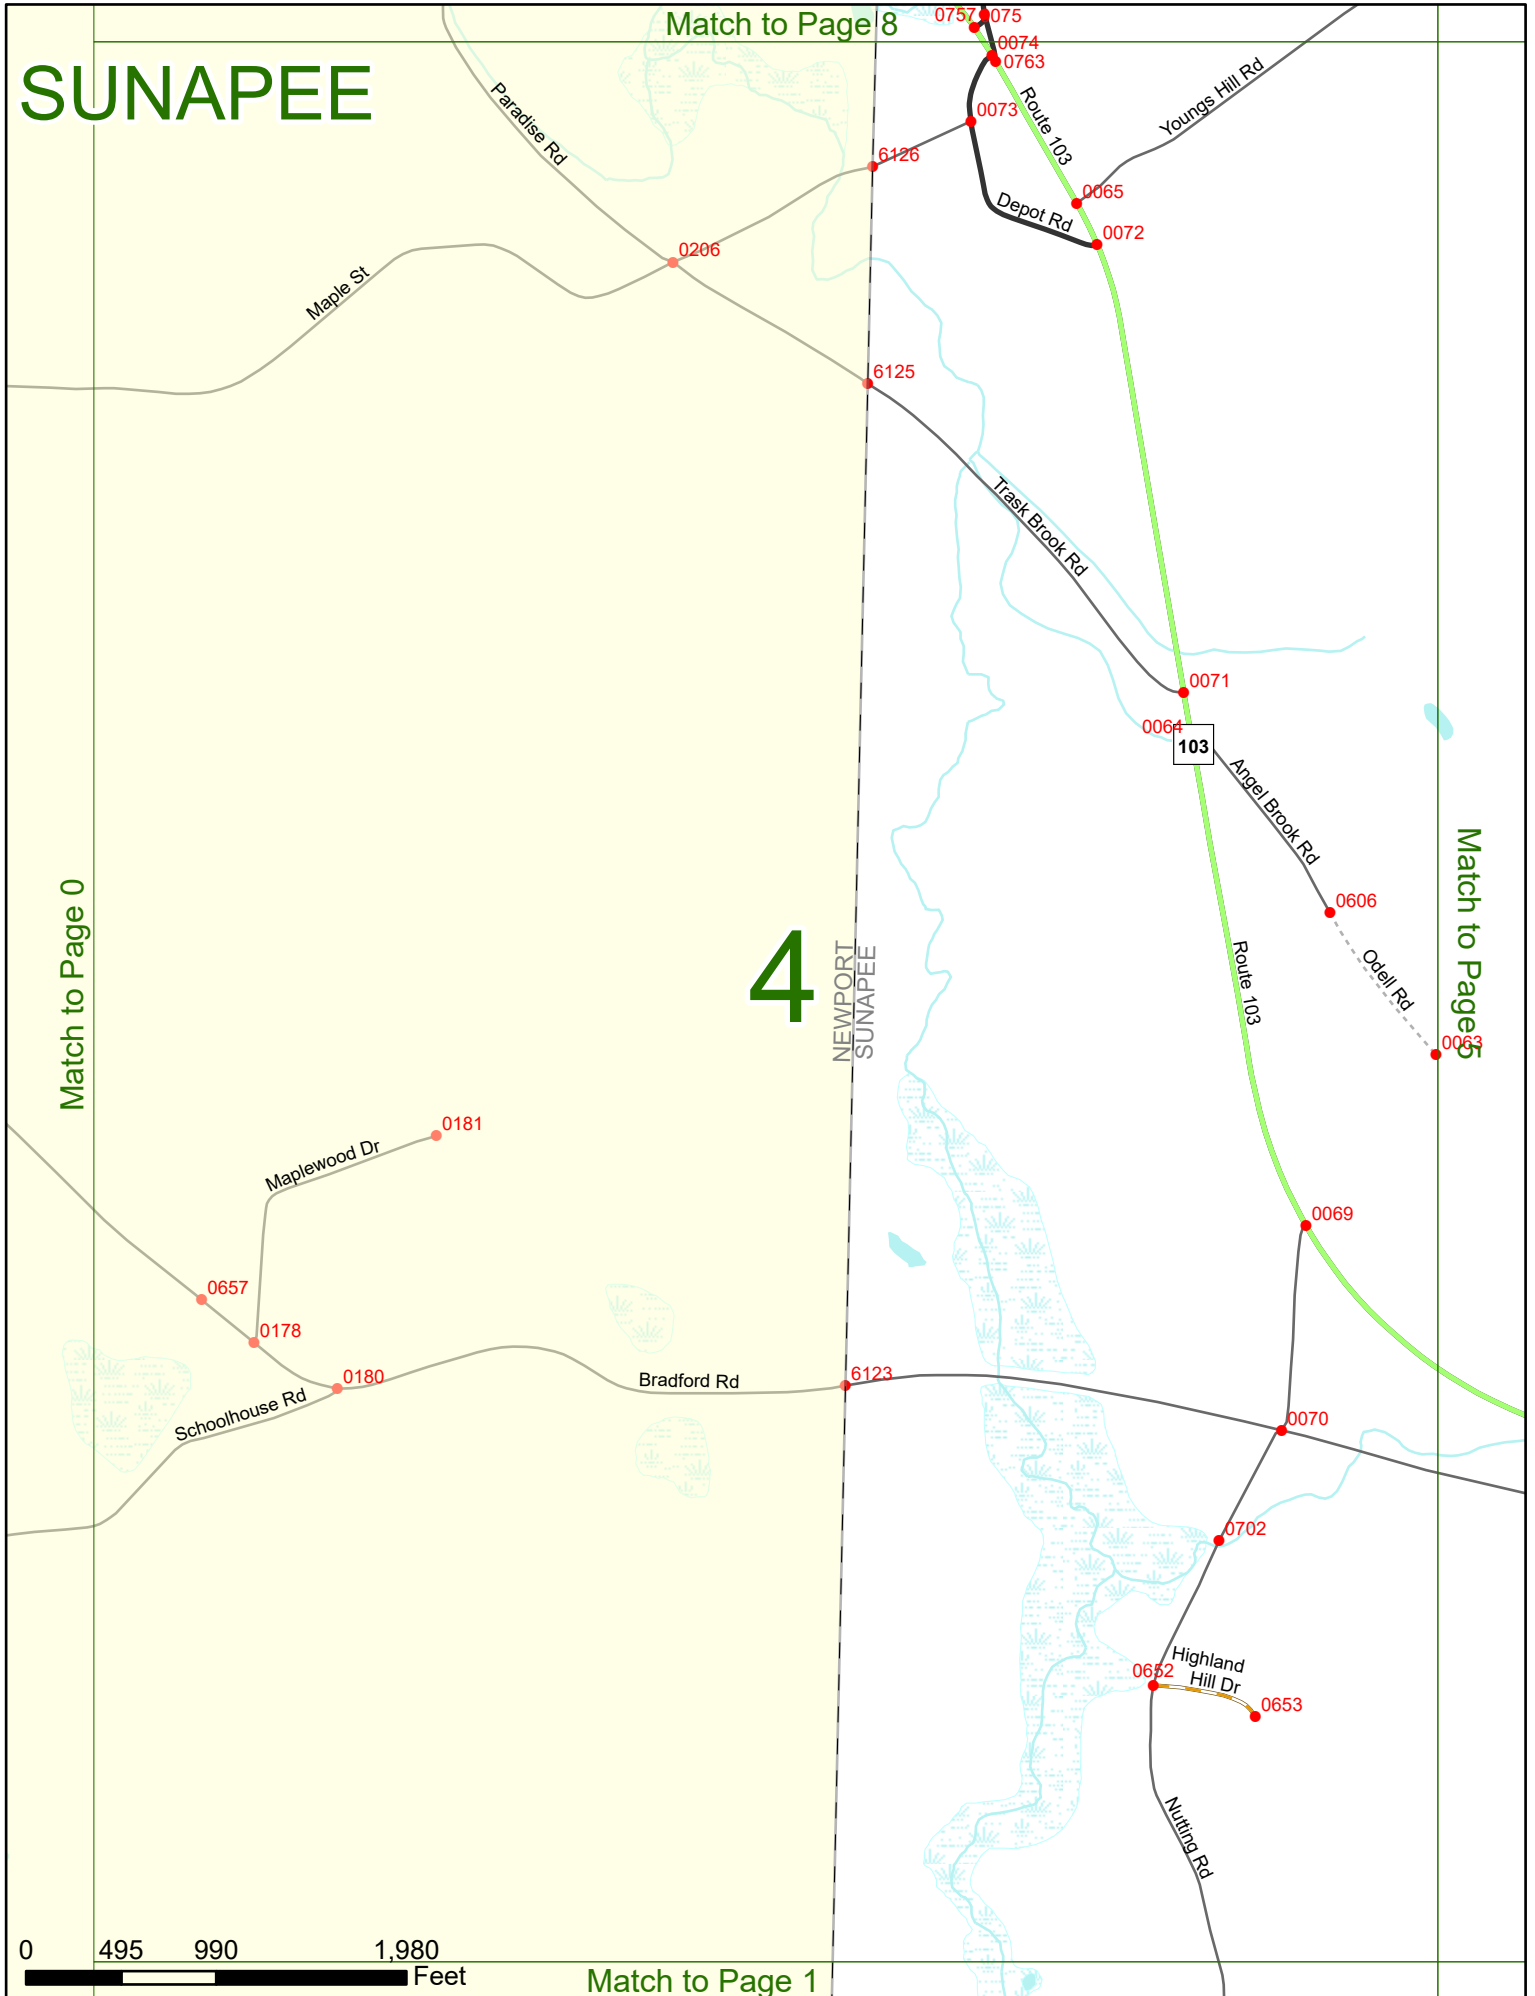 Match to Page 8
SUNAPEE
0757
075
0074
0763
0073
Route 103
Youngs Hill Rd
Paradise Rd
6126
0065
Depot Rd
0072
0206
Maple St
6125
Trask Brook Rd
0071
0064
103
Angel Brook Rd
0606
Odell Rd
0063
Match to Page 5
Match to Page 0
4
NEWPORT
SUNAPEE
Route 103
0181
Maplewood Dr
0069
0657
0178
0180
Schoolhouse Rd
Bradford Rd
6123
0070
0702
Highland
Hill Dr
0652
0653
Nutting Rd
0 495 990 1,980
Feet
Match to Page 1